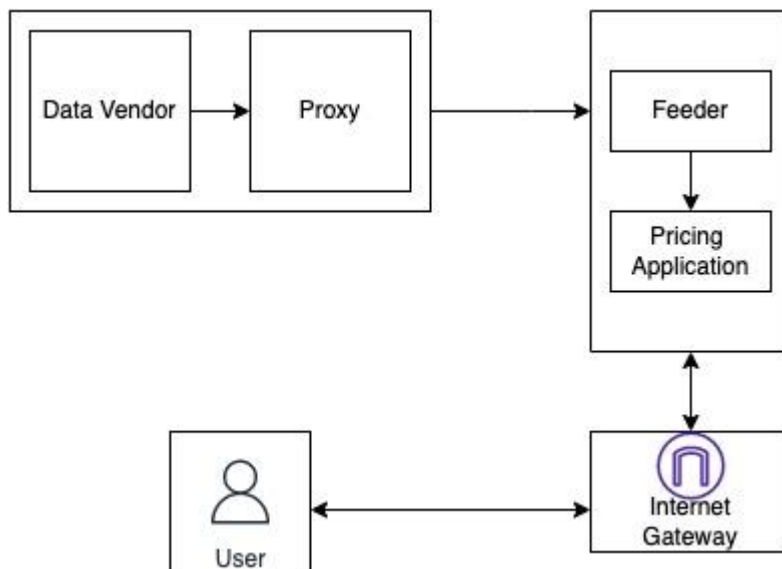 Data Vendor
Proxy
Feeder
Pricing
Application
Internet
Gateway
User